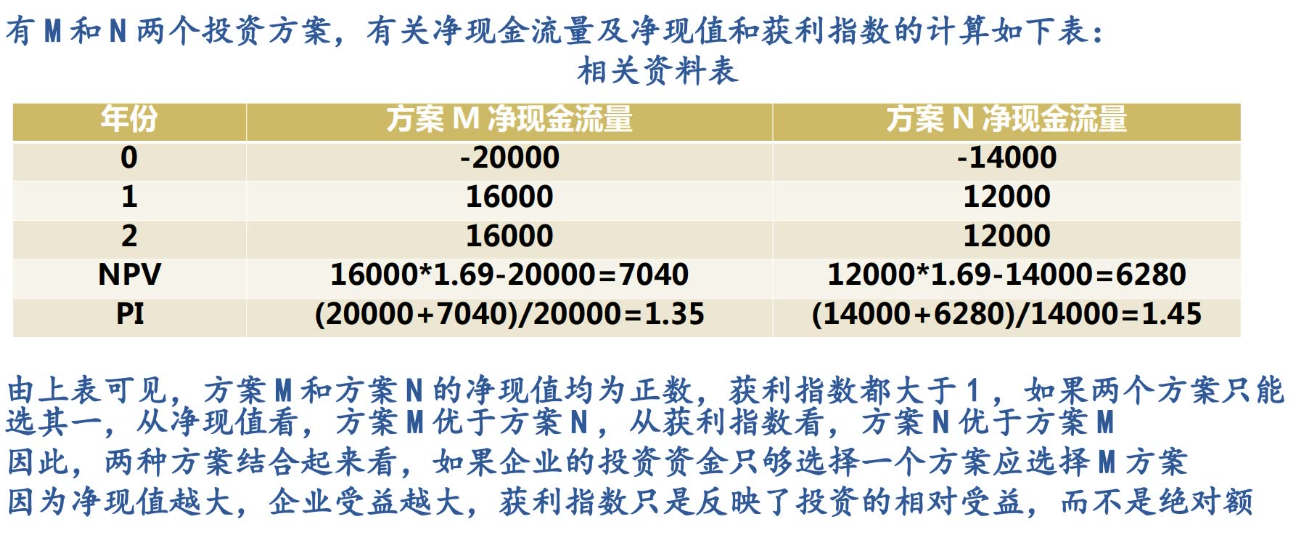 有M和N两个投资方案，有关净现金流量及净现值和获利指数的计算如下表：
相关资料表
年份 方案 M 净现金流量 方案 N 净现金流量
0 -20000 -14000
1 16000 12000
2 16000 12000
NPV 16000*1.69-20000=7040 12000*1.69-14000=6280
PI (20000+7040)/20000=1.35 (14000+6280)/14000=1.45
由上表可见，方案M和方案N的净现值均为正数，获利指数都大于1，如果两个方案只能
选其一，从净现值看，方案M优于方案N，从获利指数看，方案N优于方案M
因此，两种方案结合起来看，如果企业的投资资金只够选择一个方案应选择M方案
因为净现值越大，企业受益越大，获利指数只是反映了投资的相对受益，而不是绝对额